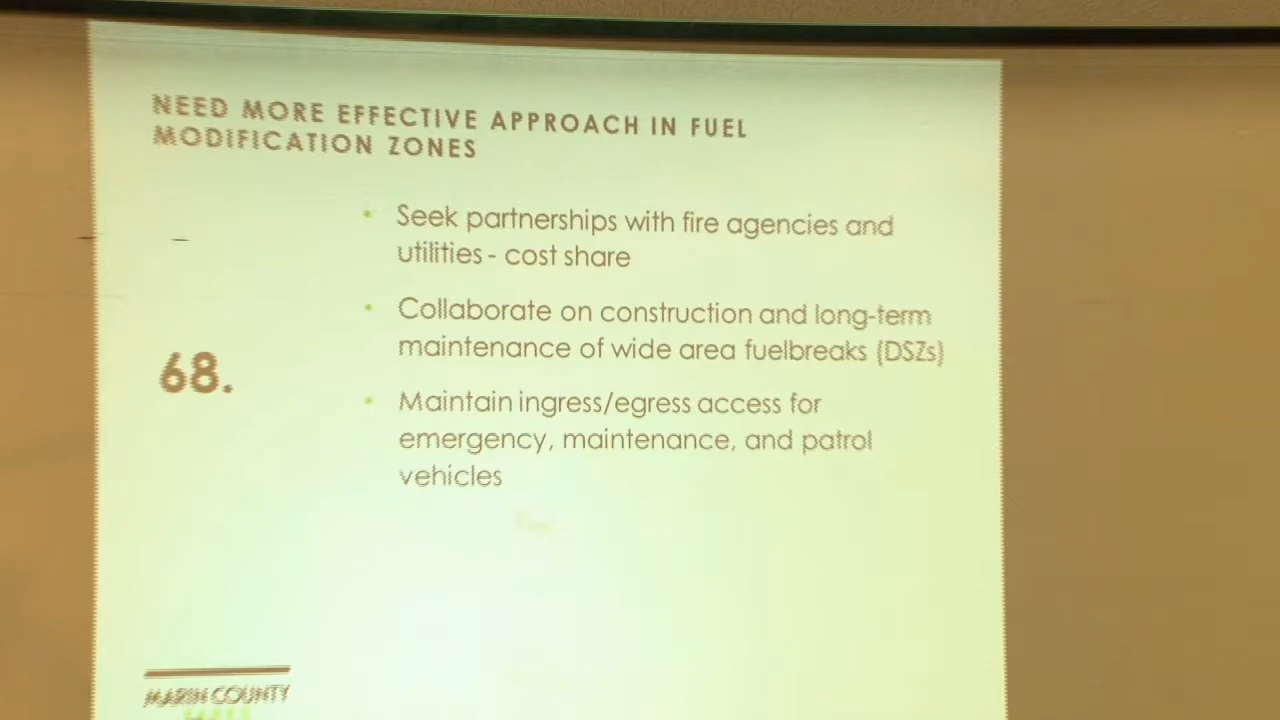 NEED MORE EFFECTIVE APPROACH IN FUEL
MODIFICATION ZONES
• Seek partnerships with fire agencies and
utilities - cost share
• Collaborate on construction and long-term
maintenance of wide area fuelbreaks (DSZs)
68.
• Maintain ingress/egress access for
emergency, maintenance, and patrol
vehicles
MARIN COUNTY